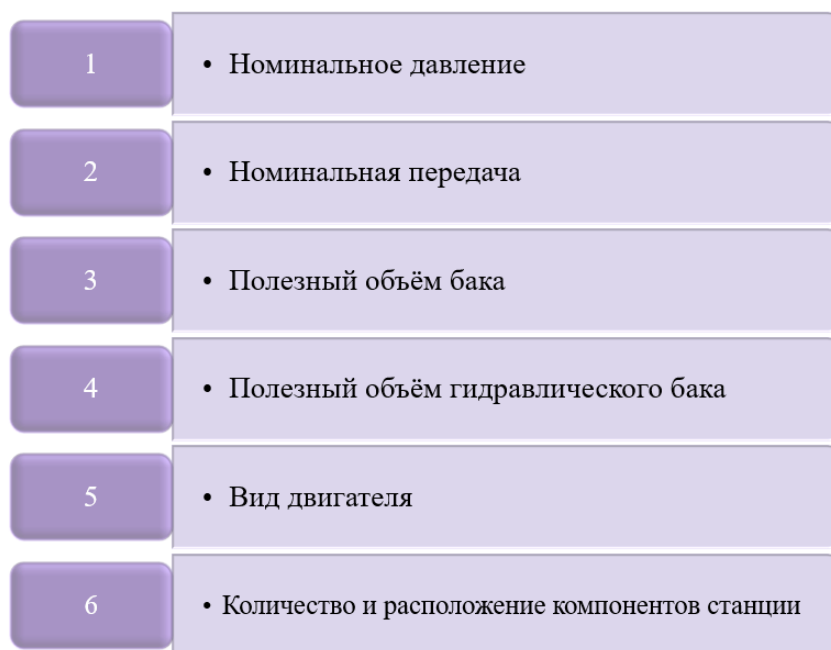 1 • Номинальное давление
2 • Номинальная передача
3 • Полезный объём бака
4 • Полезный объём гидравлического бака
5 • Вид двигателя
6 • Количество и расположение компонентов станции